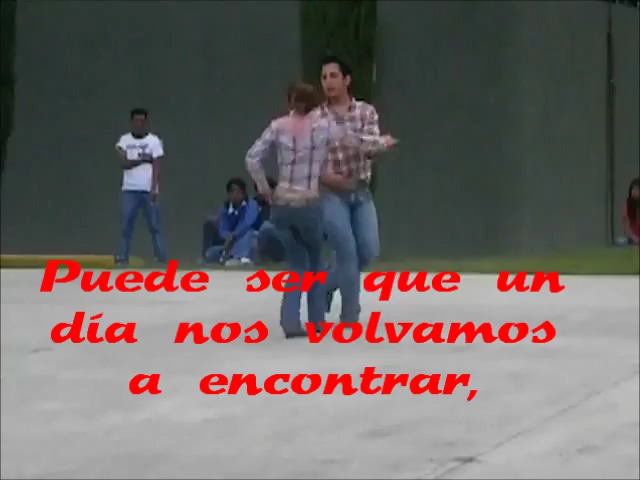 Puede ser que un
día nos volvamos
a encontrar,